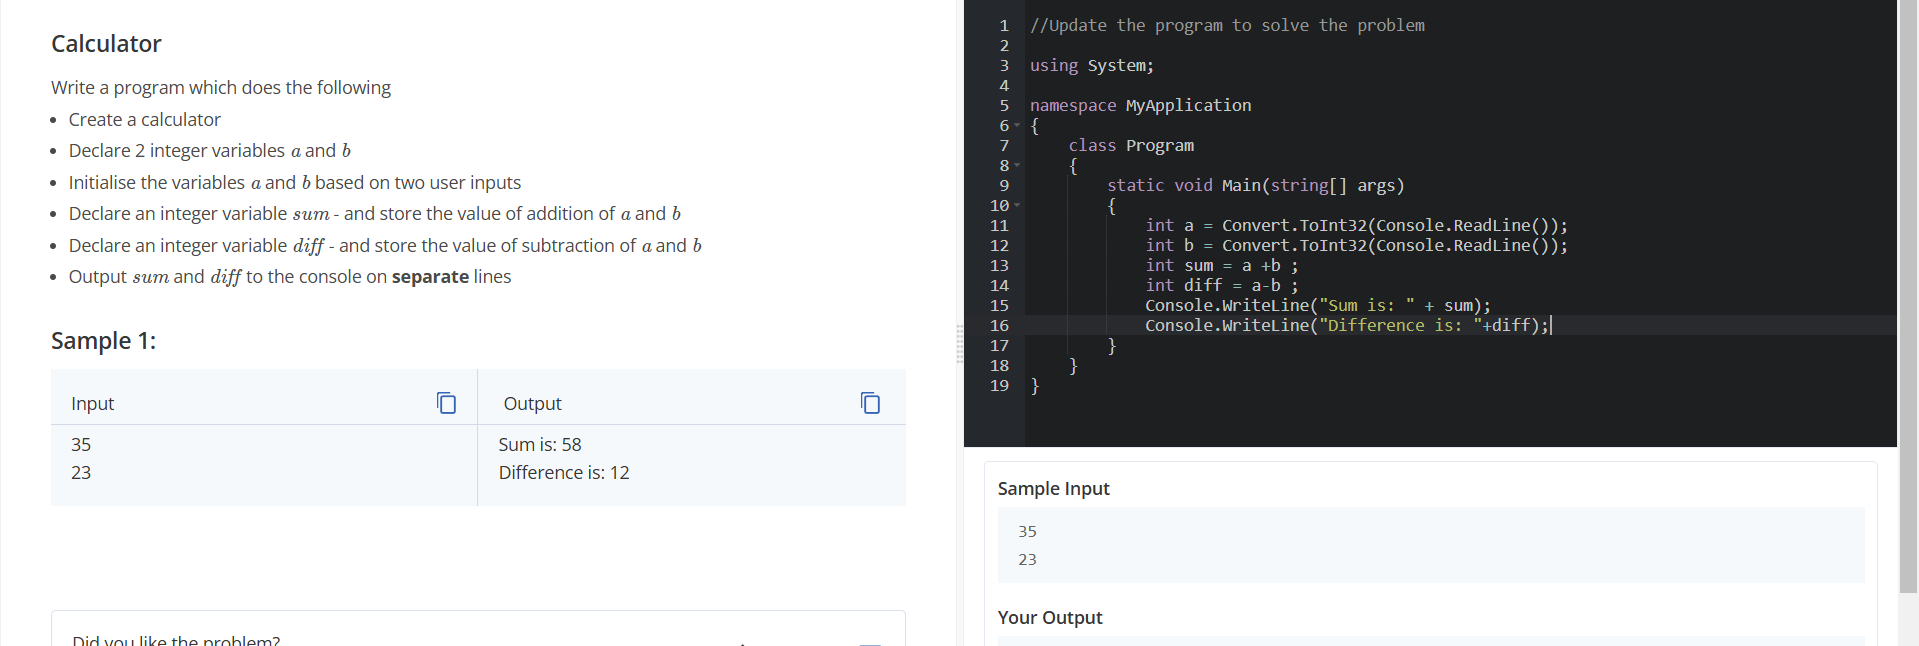 Calculator
Write a program which does the following
• Create a calculator
• Declare 2 integer variables a and b
• Initialise the variables a and b based on two user inputs
• Declare an integer variable sum - and store the value of addition of a and b
• Declare an integer variable diff - and store the value of subtraction of a and b
• Output sum and diff to the console on separate lines
Sample 1:
Input Output
35 Sum is: 58
23 Difference is: 12
Did you like the problem?
1 //Update the program to solve the problem
2
3 using System;
4
5 namespace MyApplication
6 {
7 class Program
8 {
9 static void Main(string[] args)
10 {
11 int a = Convert.ToInt32(Console.ReadLine());
12 int b = Convert.ToInt32(Console.ReadLine());
13 int sum = a +b ;
14 int diff = a-b ;
15 Console.WriteLine("Sum is: " + sum);
16 Console.WriteLine("Difference is: "+diff);
17 }
18 }
19 }
Sample Input
35
23
Your Output